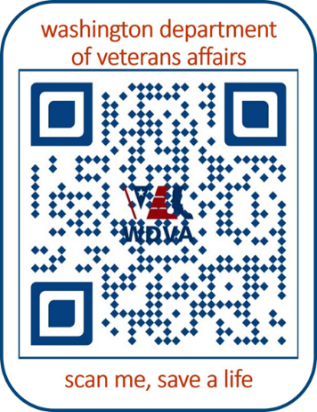 washington department
of veterans affairs
WDVA
scan me, save a life